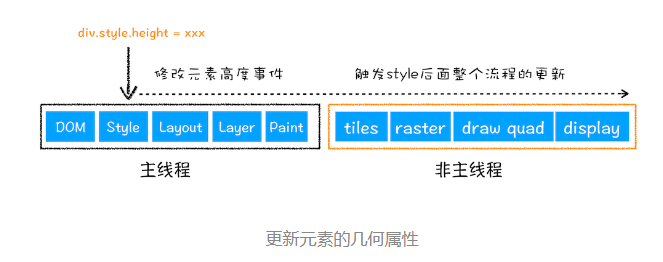 div.style.height = xxx
修改元素高度事件
触发style后面整个流程的更新
DOM Style Layout Layer Paint tiles raster draw quad display
主线程 非主线程
更新元素的几何属性